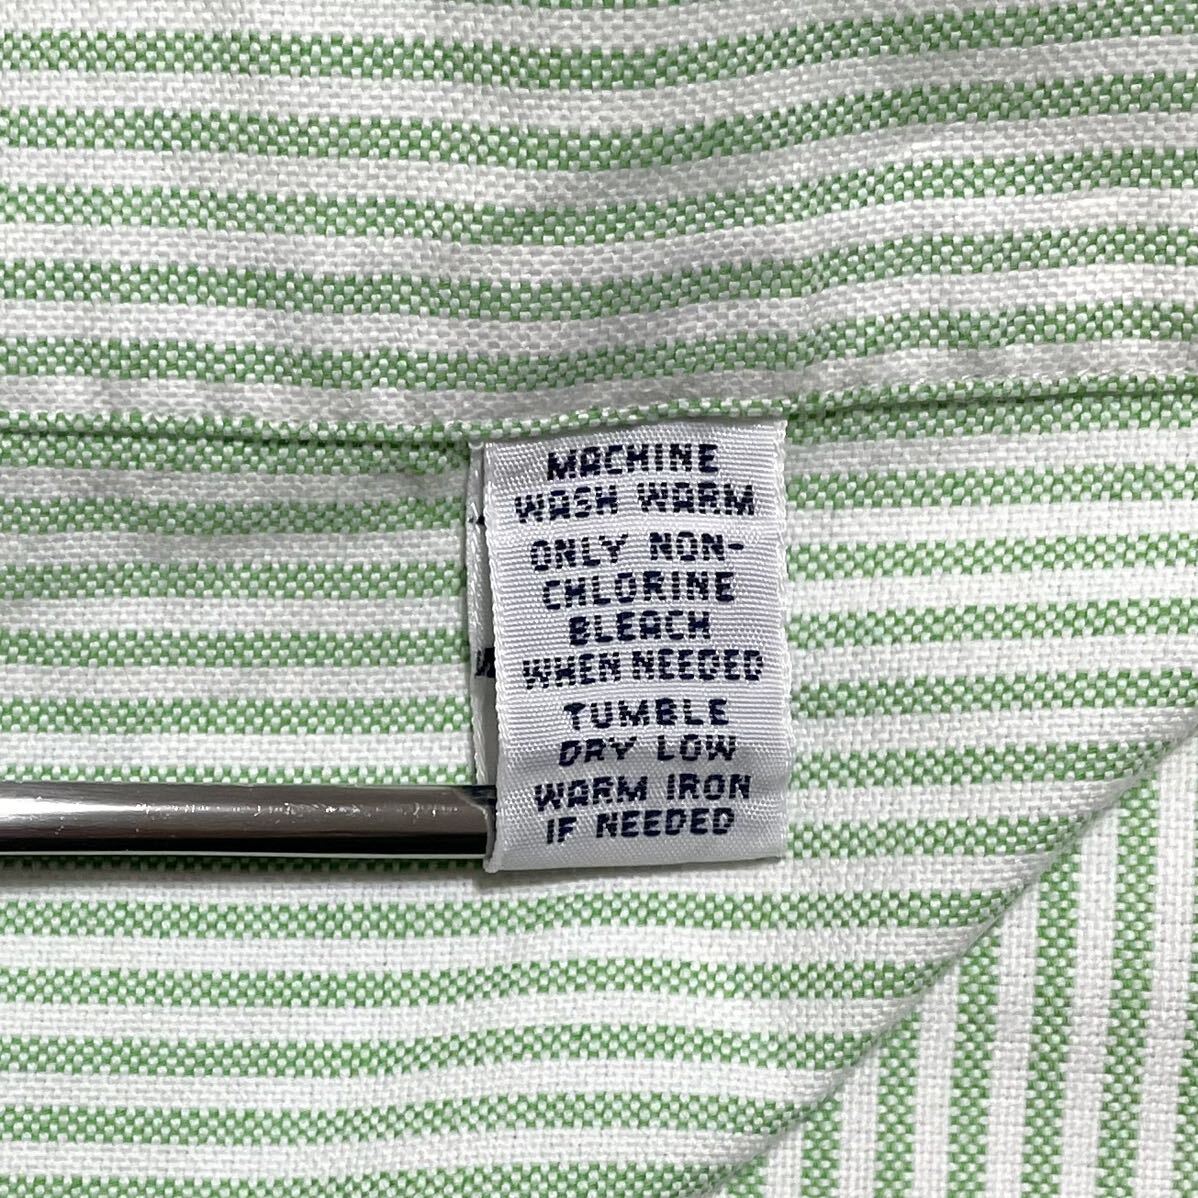 MACHINE
WASH WARM
ONLY NON-
CHLORINE
BLEACH
WHEN NEEDED
TUMBLE
DRY LOW
WARM IRON
IF NEEDED